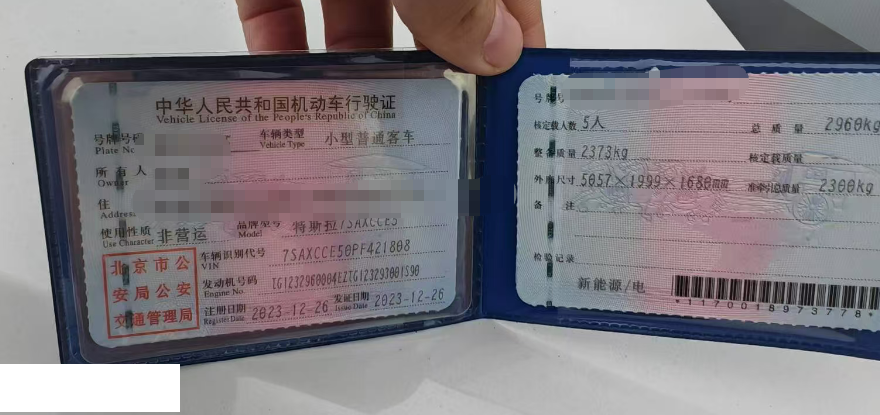 中华人民共和国机动车行驶证
Vehicle License of the People's Republic of China
号牌号码 车辆类型 小型普通客车
Plate No Vehicle Type
所有人
Owner
住
Address
使用性质 非营运 品牌型号 特斯拉7SAXCCE5
Use Character Model
北京市公安局公安交通管理局
车辆识别代号 7SAXCCE50PF421808
VIN
发动机号码 TG1232960004EZTG123293001S90
Engine No.
注册日期 2023-12-26 发证日期 2023-12-26
Register Date Issue Date
号牌号
核定载人数 5人 总质量 2960kg
整备质量 2373kg 核定载质量
外廓尺寸 5057×1999×1680mm 准牵引总质量 2300kg
备注
检验记录
新能源/电
*1170018973778*